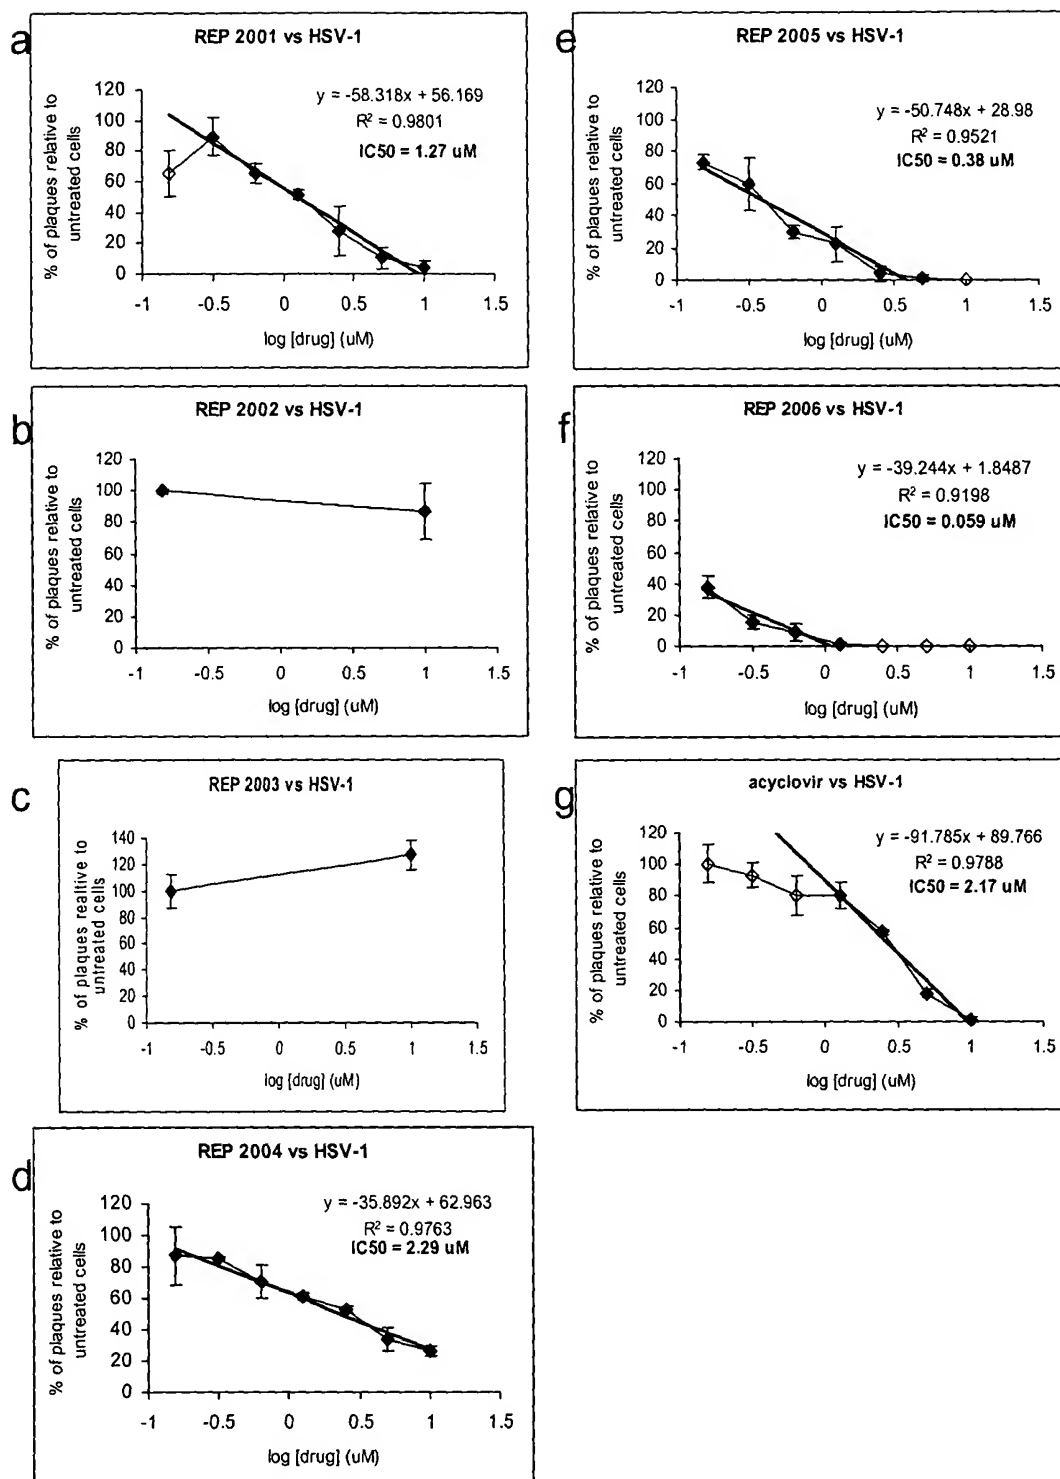 a
REP 2001 vs HSV-1
% of plaques relative to
untreated cells
120
100
80
60
40
20
0
y = -58.318x + 56.169
R² = 0.9801
IC50 = 1.27 uM
-1 -0.5 0 0.5 1 1.5
log [drug] (uM)
b
REP 2002 vs HSV-1
% of plaques relative to
untreated cells
120
100
80
60
40
20
0
-1 -0.5 0 0.5 1 1.5
log [drug] (uM)
c
REP 2003 vs HSV-1
% of plaques realtive to
untreated cells
140
120
100
80
60
40
20
0
-1 -0.5 0 0.5 1 1.5
log [drug] (uM)
d
REP 2004 vs HSV-1
% of plaques relative to
untreated cells
120
100
80
60
40
20
0
y = -35.892x + 62.963
R² = 0.9763
IC50 = 2.29 uM
-1 -0.5 0 0.5 1 1.5
log [drug] (uM)
e
REP 2005 vs HSV-1
% of plaques relative to
untreated cells
120
100
80
60
40
20
0
y = -50.748x + 28.98
R² = 0.9521
IC50 = 0.38 uM
-1 -0.5 0 0.5 1 1.5
log [drug] (uM)
f
REP 2006 vs HSV-1
% of plaques relative to
untreated cells
120
100
80
60
40
20
0
y = -39.244x + 1.8487
R² = 0.9198
IC50 = 0.059 uM
-1 -0.5 0 0.5 1 1.5
log [drug] (uM)
g
acyclovir vs HSV-1
% of plaques relative to
untreated cells
120
100
80
60
40
20
0
y = -91.785x + 89.766
R² = 0.9788
IC50 = 2.17 uM
-1 -0.5 0 0.5 1 1.5
log [drug] (uM)